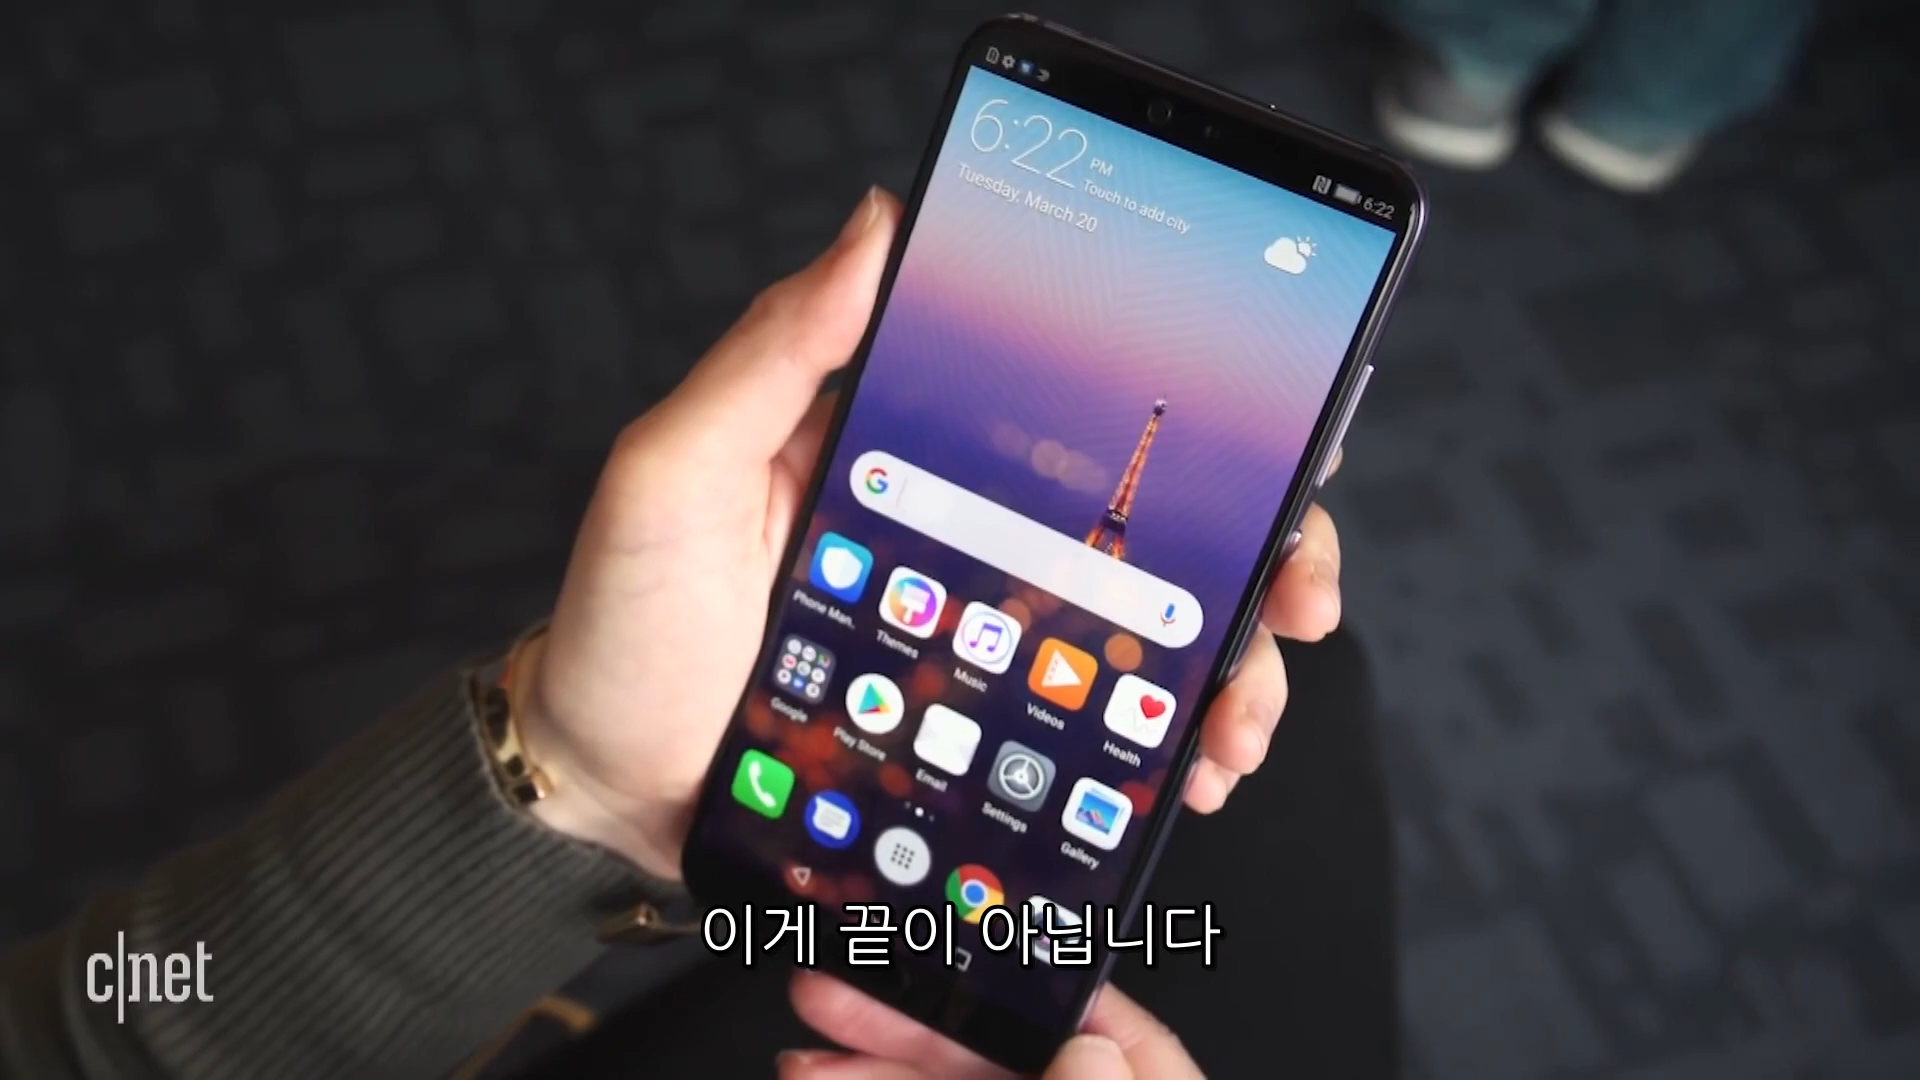 6:22
6:22 PM
Touch to add city
Tuesday, March 20
Phone Man..
Themes
Music
Videos
Health
Google
Play Store
Email
Settings
Gallery
이게 끝이 아닙니다
c|net